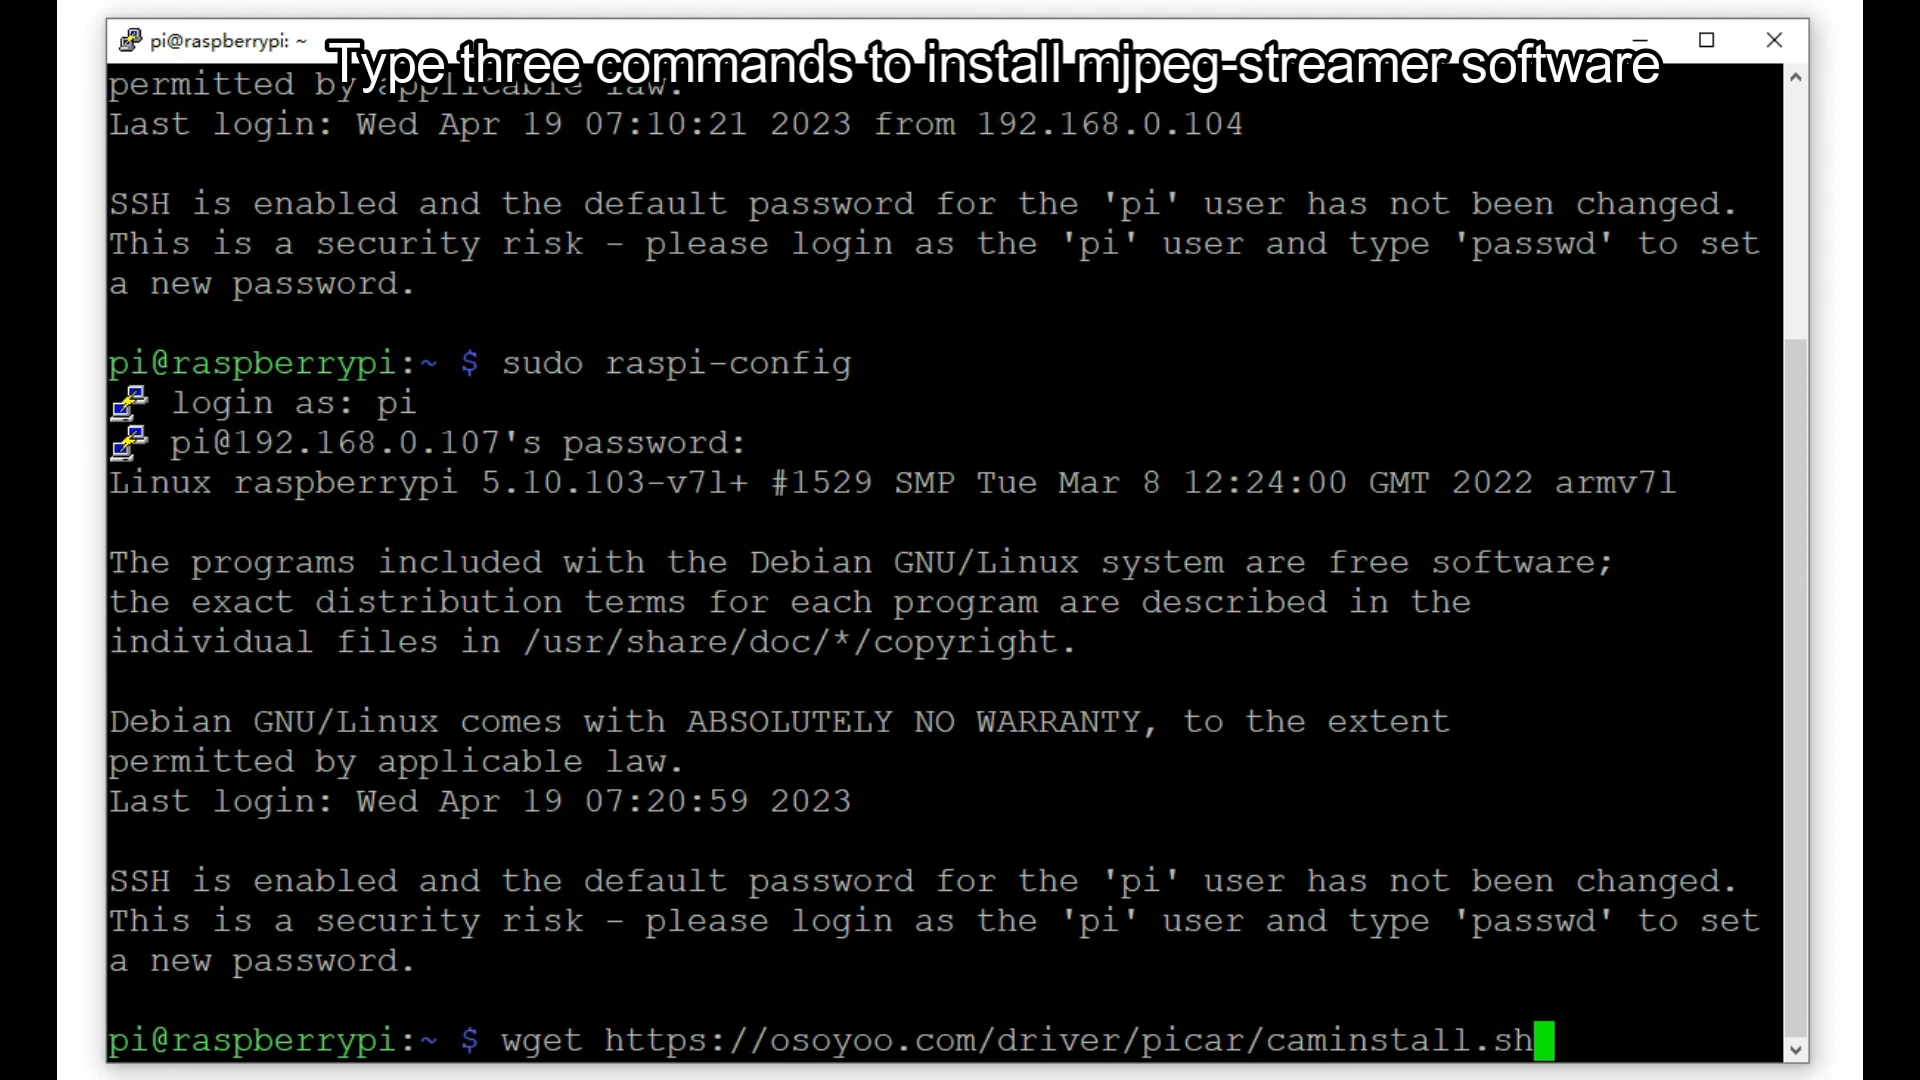 pi@raspberrypi: ~
Type three commands to install mjpeg-streamer software
permitted by applicable law.
Last login: Wed Apr 19 07:10:21 2023 from 192.168.0.104
SSH is enabled and the default password for the 'pi' user has not been changed.
This is a security risk - please login as the 'pi' user and type 'passwd' to set
a new password.
pi@raspberrypi:~ $ sudo raspi-config
login as: pi
pi@192.168.0.107's password:
Linux raspberrypi 5.10.103-v7l+ #1529 SMP Tue Mar 8 12:24:00 GMT 2022 armv7l
The programs included with the Debian GNU/Linux system are free software;
the exact distribution terms for each program are described in the
individual files in /usr/share/doc/*/copyright.
Debian GNU/Linux comes with ABSOLUTELY NO WARRANTY, to the extent
permitted by applicable law.
Last login: Wed Apr 19 07:20:59 2023
SSH is enabled and the default password for the 'pi' user has not been changed.
This is a security risk - please login as the 'pi' user and type 'passwd' to set
a new password.
pi@raspberrypi:~ $ wget https://osoyoo.com/driver/picar/caminstall.sh